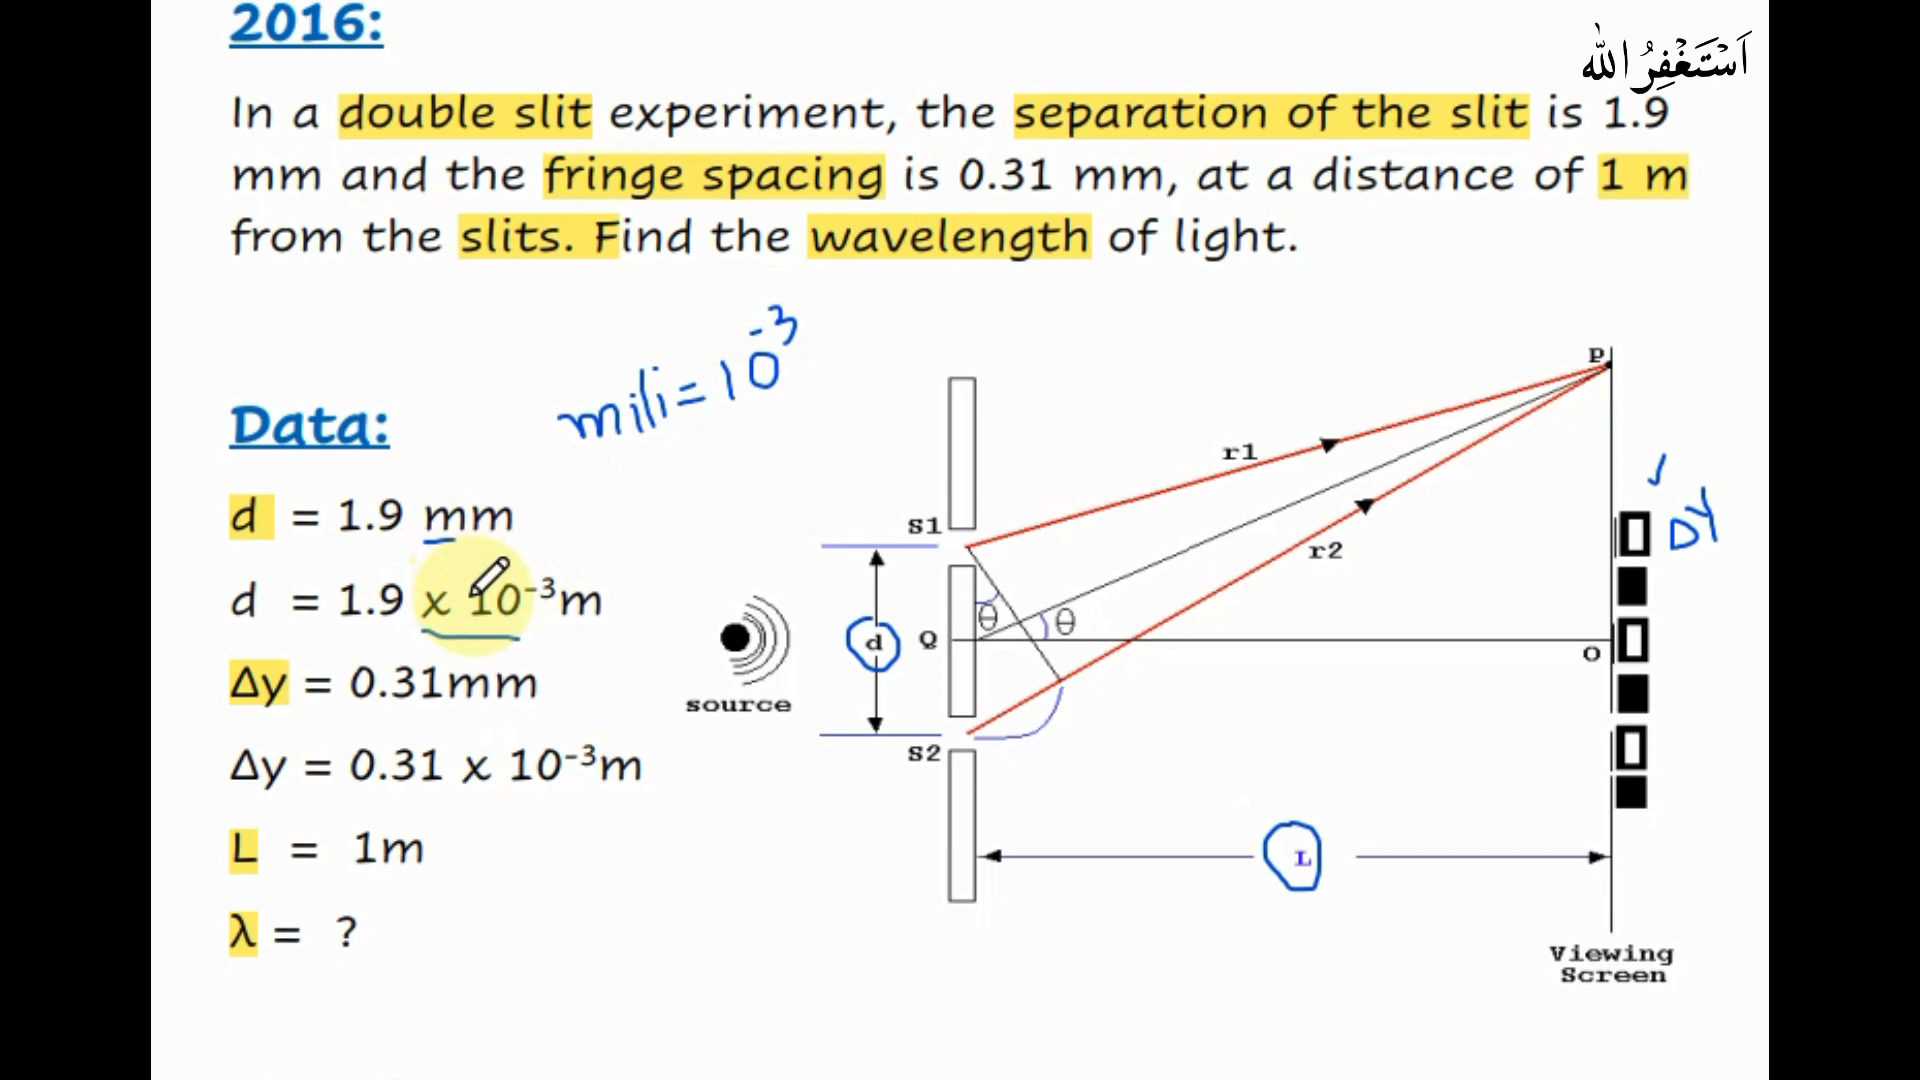 2016:
اَسْتَغْفِرُ اللّٰه
In a double slit experiment, the separation of the slit is 1.9
mm and the fringe spacing is 0.31 mm, at a distance of 1 m
from the slits. Find the wavelength of light.
mili = 10⁻³
Data:
d = 1.9 mm
d = 1.9 x 10⁻³m
Δy = 0.31mm
Δy = 0.31 x 10⁻³m
L = 1m
λ = ?
P
r1
S1
r2
DY
θ
θ
d
Q
O
source
S2
L
Viewing
Screen